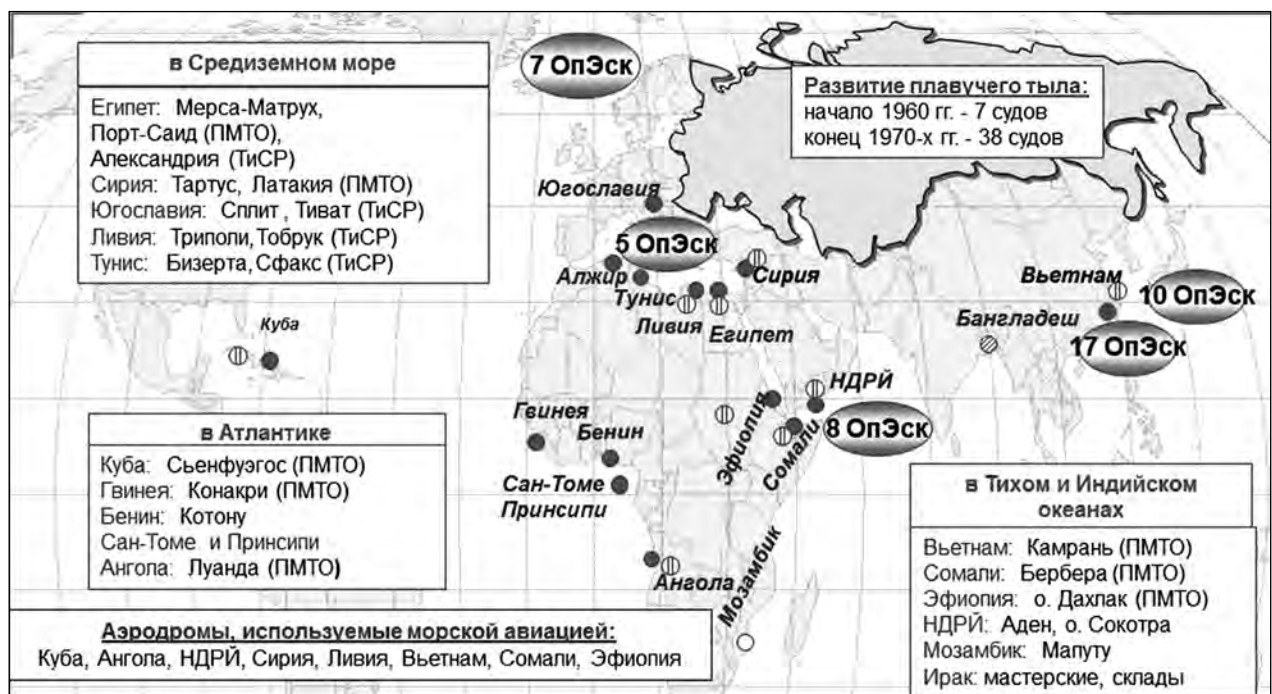 в Средиземном море
Египет: Мерса-Матрух,
Порт-Саид (ПМТО),
Александрия (ТиСР)
Сирия: Тартус, Латакия (ПМТО)
Югославия: Сплит , Тиват (ТиСР)
Ливия: Триполи, Тобрук (ТиСР)
Тунис: Бизерта, Сфакс (ТиСР)
7 ОпЭск
Развитие плавучего тыла:
начало 1960 гг. - 7 судов
конец 1970-х гг. - 38 судов
Югославия
5 ОпЭск
Алжир
Тунис
Ливия
Египет
Сирия
Вьетнам
10 ОпЭск
Бангладеш
17 ОпЭск
Куба
НДРЙ
8 ОпЭск
Эфиопия
Сомали
Гвинея
Бенин
Сан-Томе
Принсипи
Ангола
Мозамбик
в Атлантике
Куба: Сьенфуэгос (ПМТО)
Гвинея: Конакри (ПМТО)
Бенин: Котону
Сан-Томе и Принсипи
Ангола: Луанда (ПМТО)
в Тихом и Индийском
океанах
Вьетнам: Камрань (ПМТО)
Сомали: Бербера (ПМТО)
Эфиопия: о. Дахлак (ПМТО)
НДРЙ: Аден, о. Сокотра
Мозамбик: Мапуту
Ирак: мастерские, склады
Аэродромы, используемые морской авиацией:
Куба, Ангола, НДРЙ, Сирия, Ливия, Вьетнам, Сомали, Эфиопия